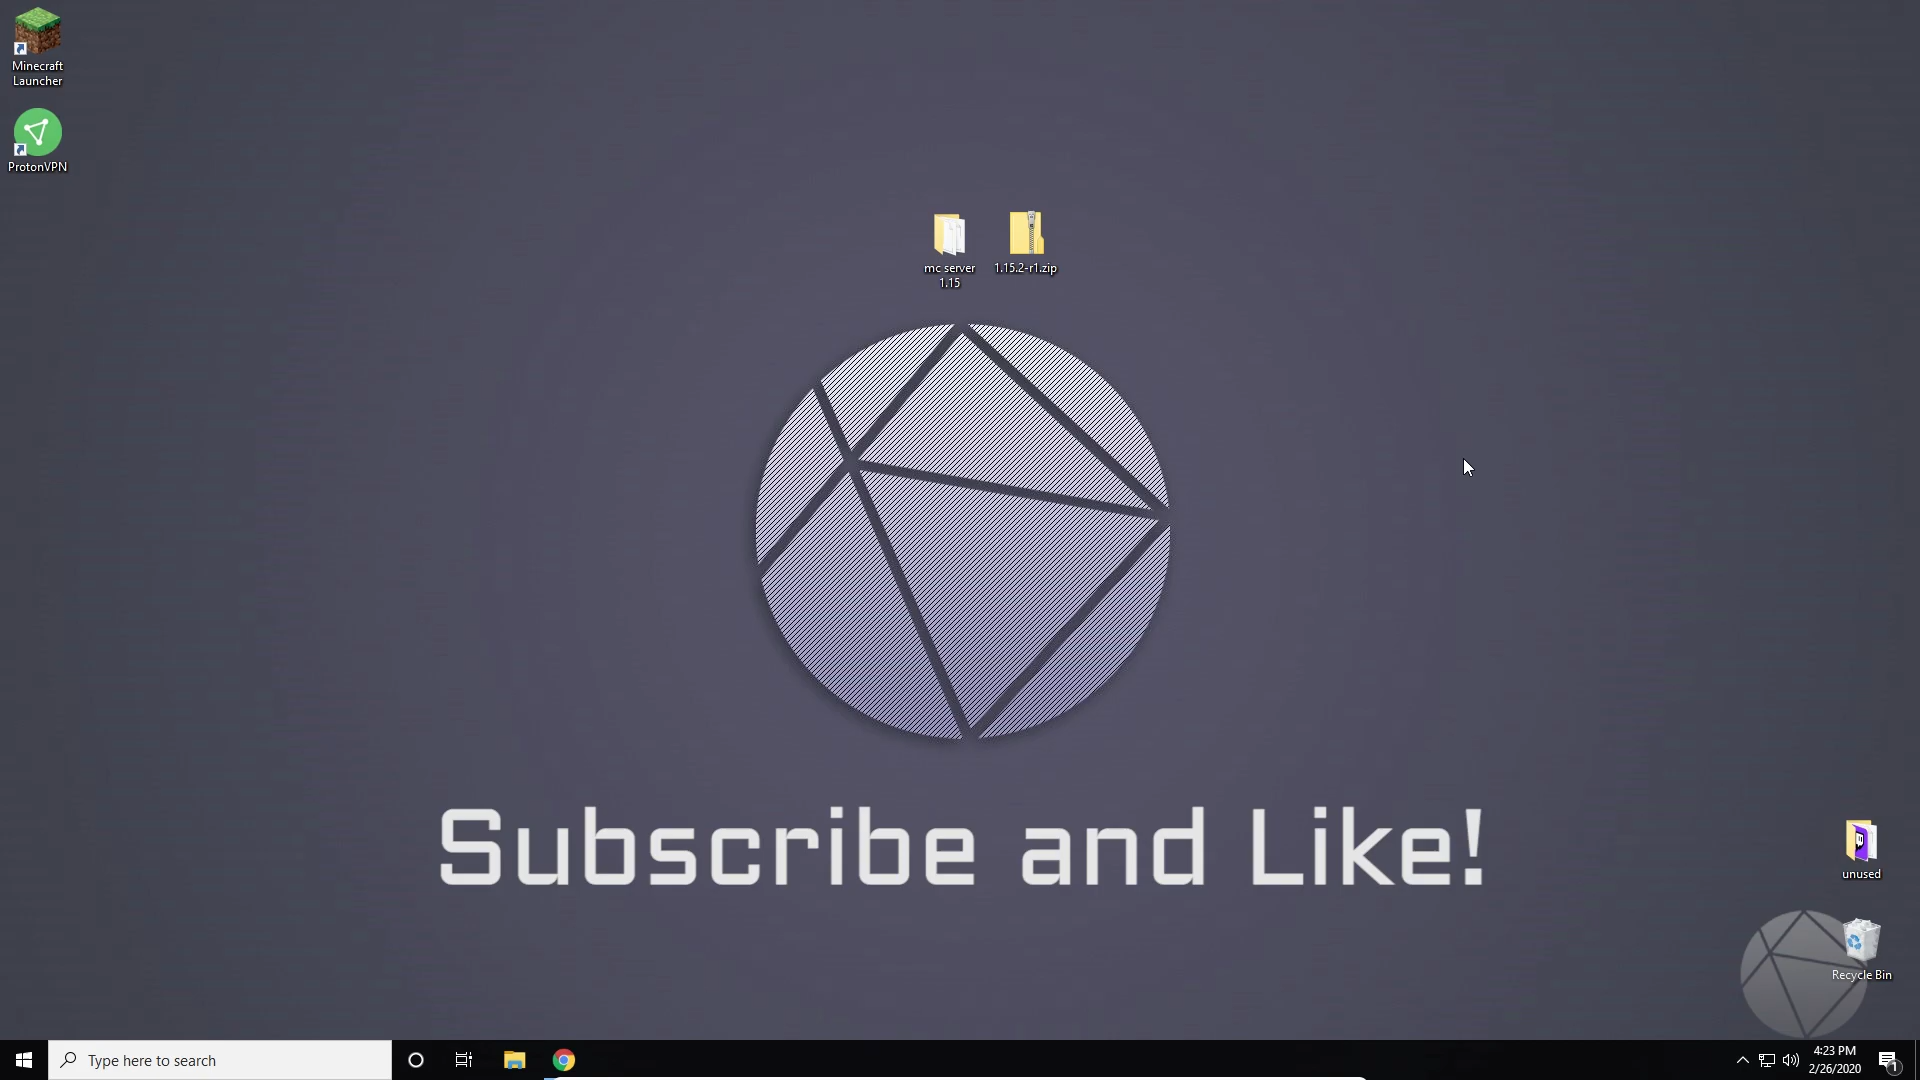 Minecraft
Launcher
ProtonVPN
mc server
1.15
1.15.2-r1.zip
Subscribe and Like!
unused
Recycle Bin
Type here to search
4:23 PM
2/26/2020
1